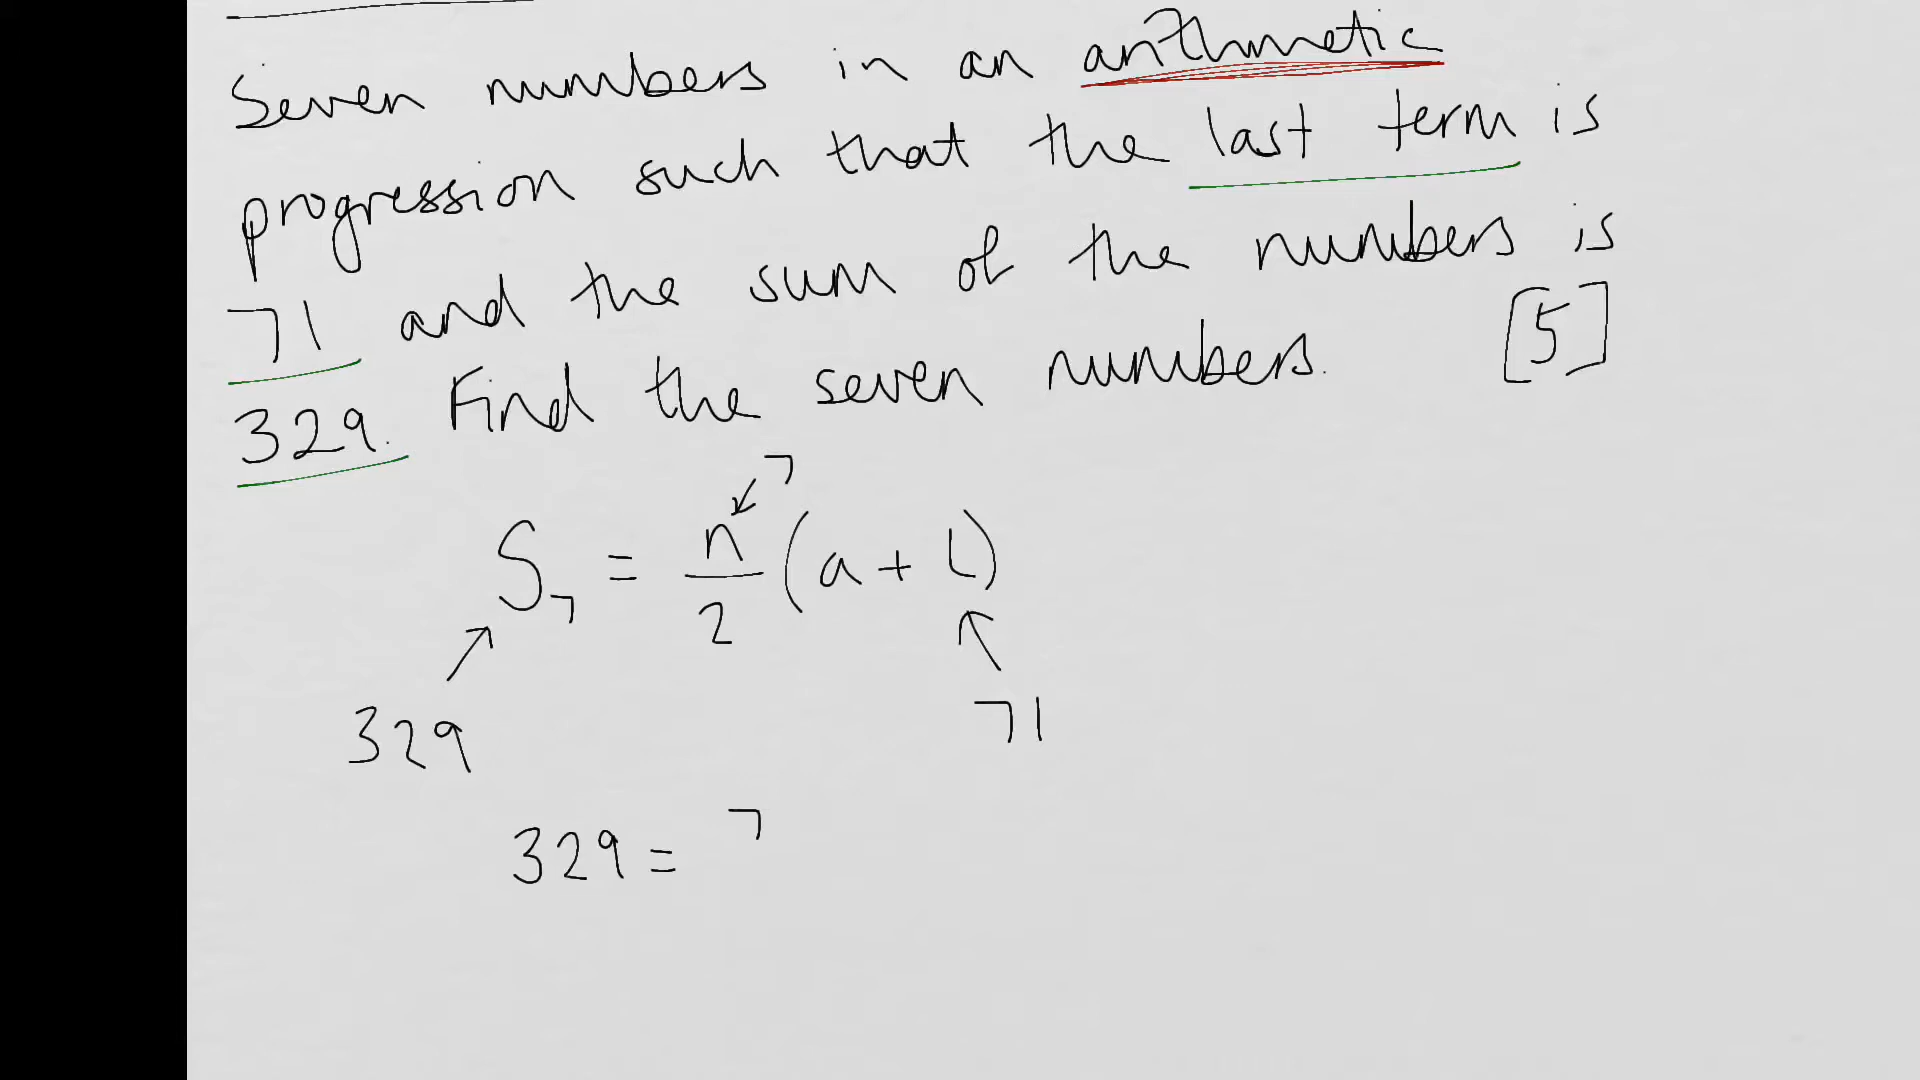 Seven numbers in an arithmetic
progression such that the last term is
71 and the sum of the numbers is
329. Find the seven numbers. [5]
7
S₇ = n/2 (a + L)
329 71
329 = 7